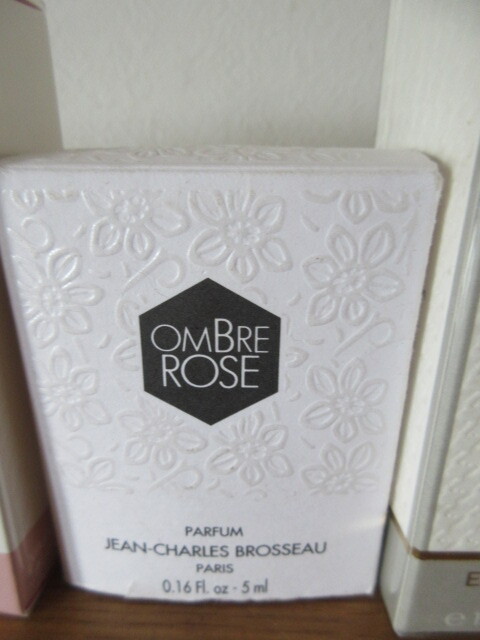 OMBRE
ROSE
PARFUM
JEAN-CHARLES BROSSEAU
PARIS
0.16 Fl. oz - 5 ml
E